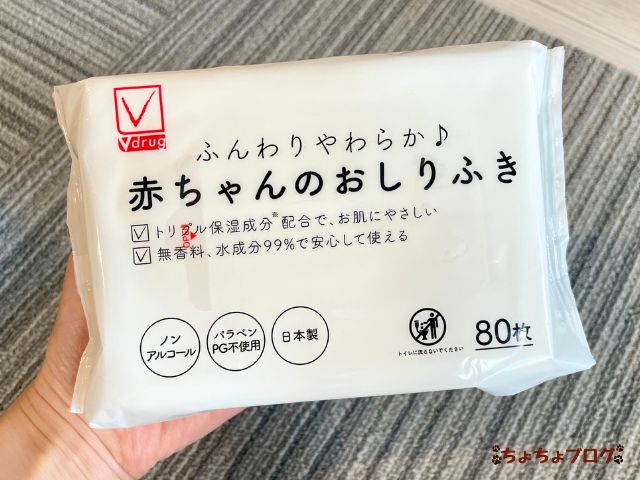 V
Vdrug
ふんわりやわらか♪
赤ちゃんのおしりふき
トリプル保湿成分※配合で、お肌にやさしい
無香料、水成分99%で安心して使える
ノン
アルコール
パラベン
PG不使用
日本製
トイレに流さないでください
80枚
ちょちょブログ